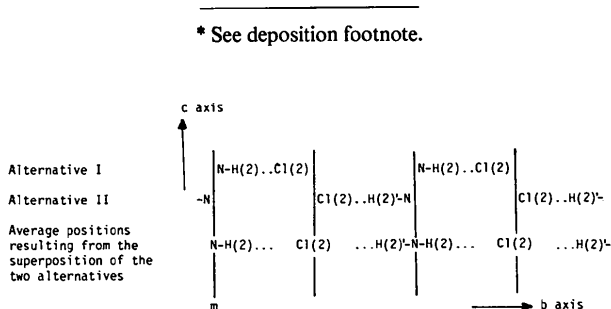 * See deposition footnote.
c axis
Alternative I N-H(2)..Cl(2) N-H(2)..Cl(2)
Alternative II -N Cl(2)..H(2)'-N Cl(2)..H(2)'-
Average positions
resulting from the N-H(2)... Cl(2) ...H(2)'-N-H(2)... Cl(2) ...H(2)'-
superposition of the
two alternatives
m b axis